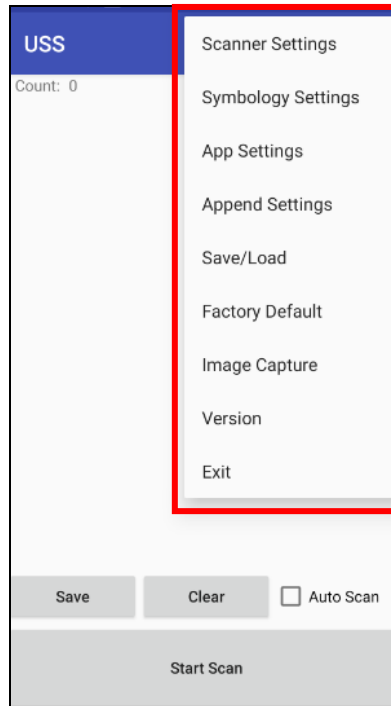 USS
Count: 0
Scanner Settings
Symbology Settings
App Settings
Append Settings
Save/Load
Factory Default
Image Capture
Version
Exit
Save
Clear
Auto Scan
Start Scan